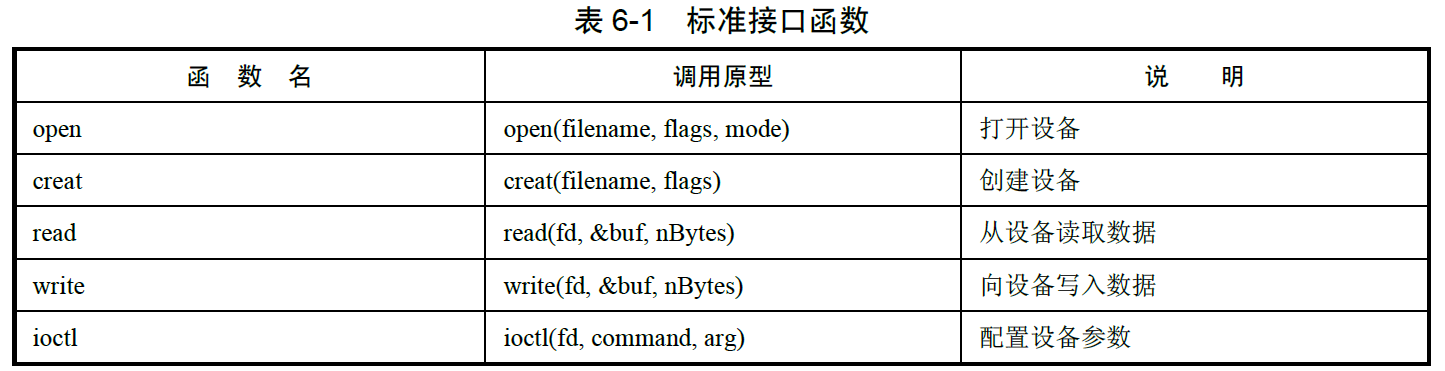 表 6-1 标准接口函数
函 数 名 调用原型 说 明
open open(filename, flags, mode) 打开设备
creat creat(filename, flags) 创建设备
read read(fd, &buf, nBytes) 从设备读取数据
write write(fd, &buf, nBytes) 向设备写入数据
ioctl ioctl(fd, command, arg) 配置设备参数